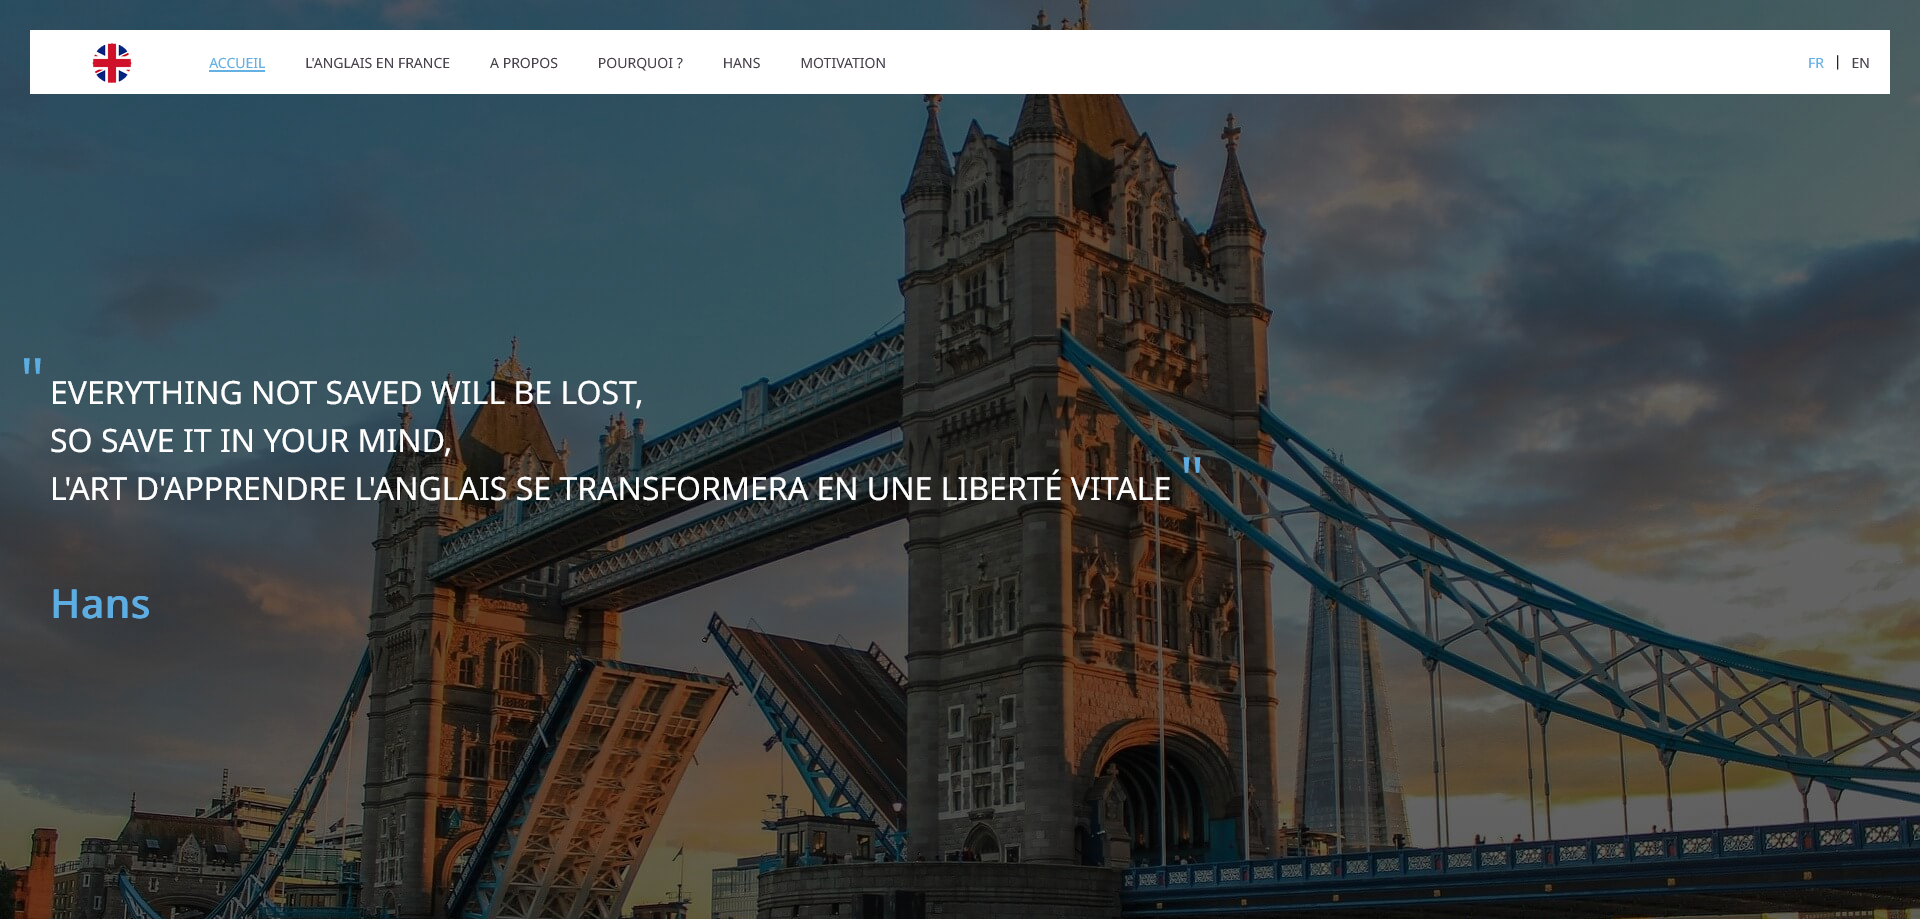 ACCUEIL L'ANGLAIS EN FRANCE A PROPOS POURQUOI ? HANS MOTIVATION FR | EN
"EVERYTHING NOT SAVED WILL BE LOST,
SO SAVE IT IN YOUR MIND,
L'ART D'APPRENDRE L'ANGLAIS SE TRANSFORMERA EN UNE LIBERTÉ VITALE"
Hans